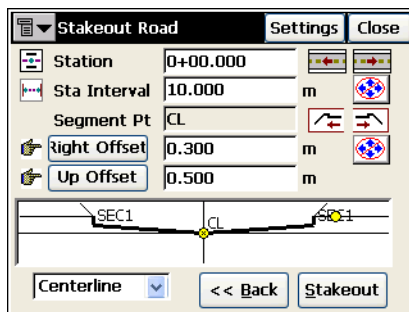 Stakeout Road Settings Close
Station 0+00.000
Sta Interval 10.000 m
Segment Pt CL
Right Offset 0.300 m
Up Offset 0.500 m
SEC1 CL SEC1
Centerline << Back Stakeout